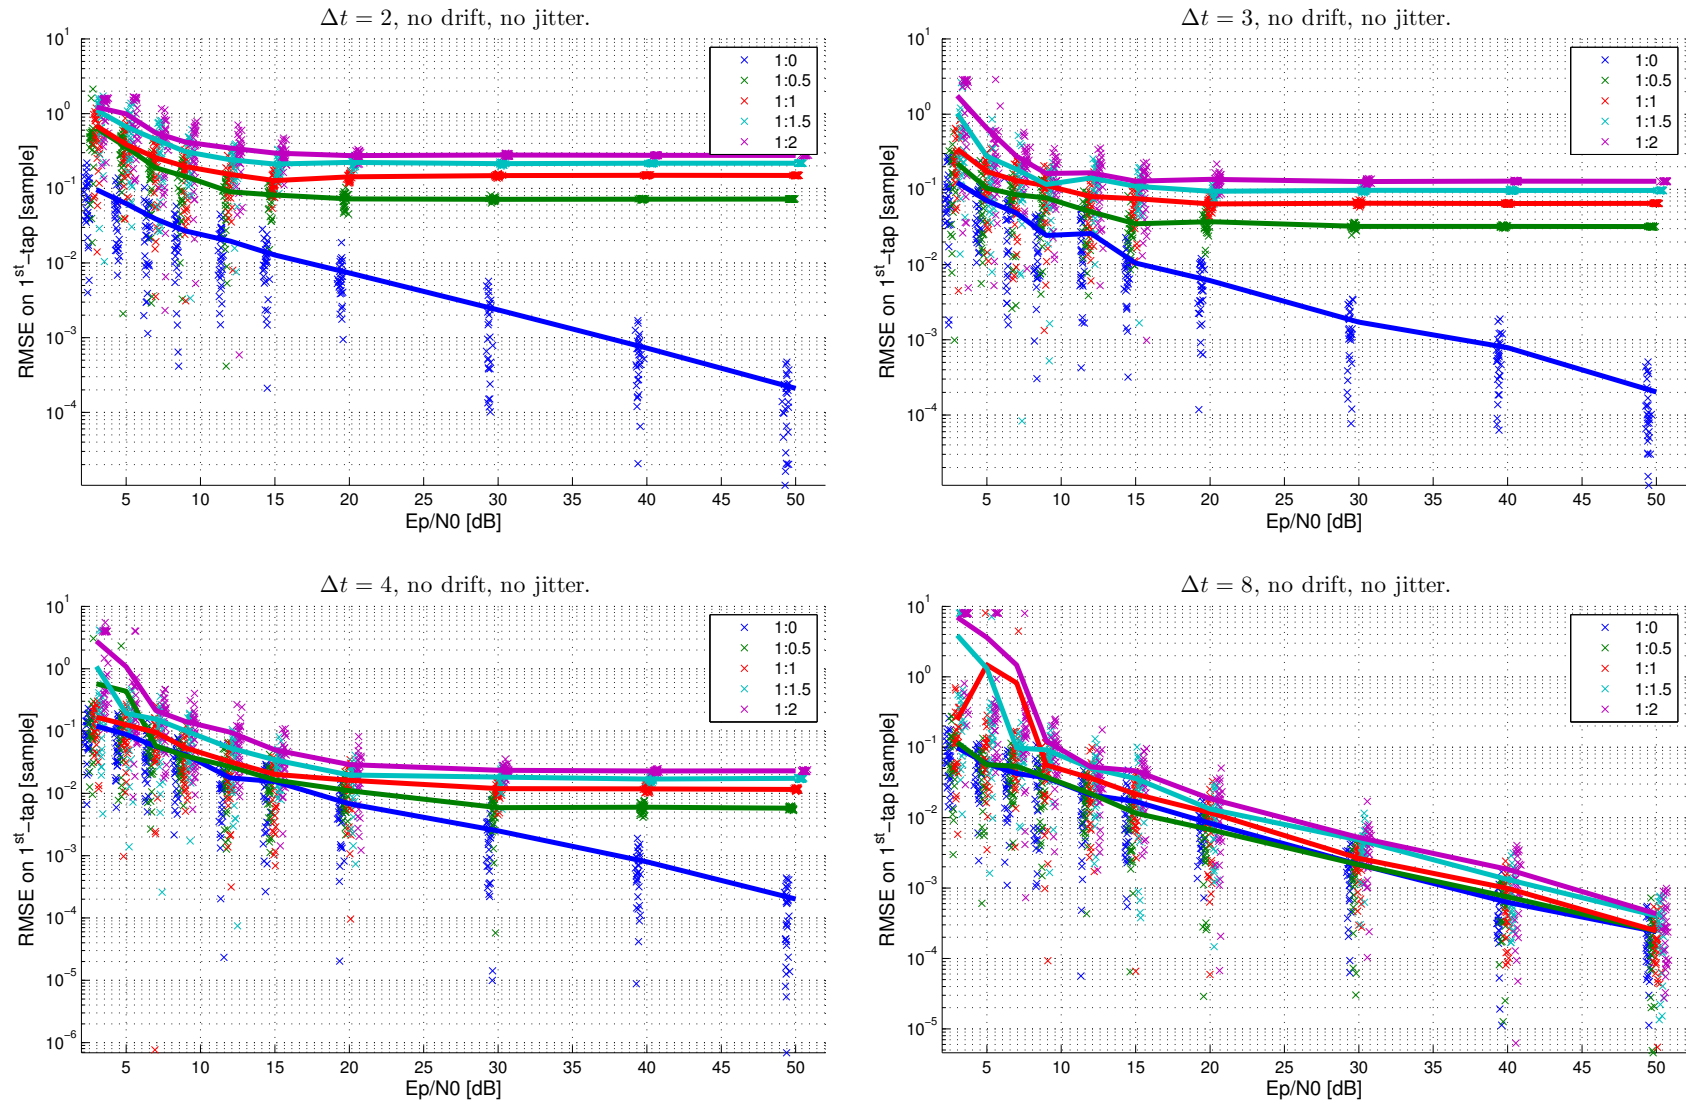 Δt = 2, no drift, no jitter.
10^1
10^0
10^−1
10^−2
10^−3
10^−4
RMSE on 1^st−tap [sample]
5 10 15 20 25 30 35 40 45 50
Ep/N0 [dB]
1:0
1:0.5
1:1
1:1.5
1:2
Δt = 3, no drift, no jitter.
10^1
10^0
10^−1
10^−2
10^−3
10^−4
RMSE on 1^st−tap [sample]
5 10 15 20 25 30 35 40 45 50
Ep/N0 [dB]
1:0
1:0.5
1:1
1:1.5
1:2
Δt = 4, no drift, no jitter.
10^1
10^0
10^−1
10^−2
10^−3
10^−4
10^−5
10^−6
RMSE on 1^st−tap [sample]
5 10 15 20 25 30 35 40 45 50
Ep/N0 [dB]
1:0
1:0.5
1:1
1:1.5
1:2
Δt = 8, no drift, no jitter.
10^1
10^0
10^−1
10^−2
10^−3
10^−4
10^−5
RMSE on 1^st−tap [sample]
5 10 15 20 25 30 35 40 45 50
Ep/N0 [dB]
1:0
1:0.5
1:1
1:1.5
1:2